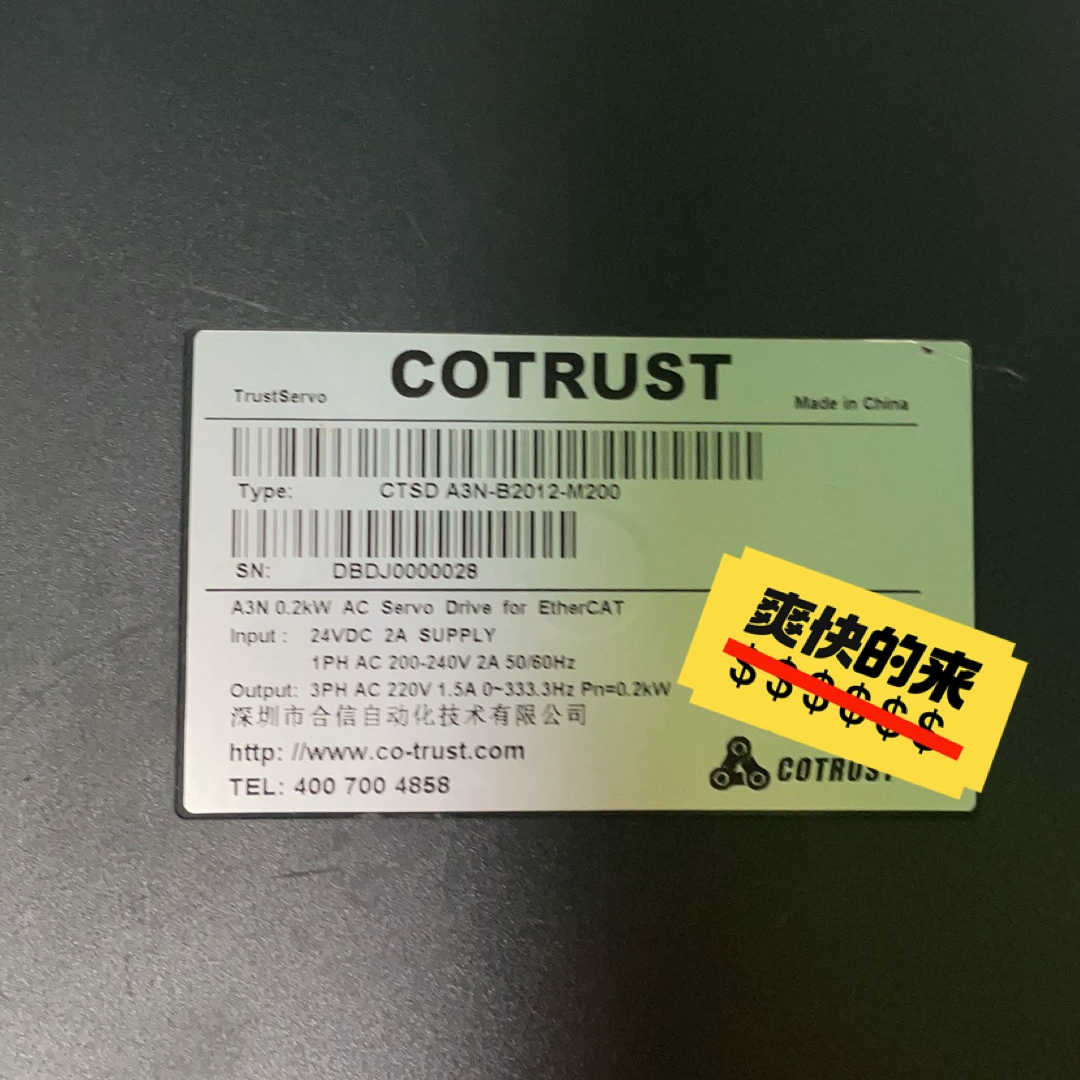 COTRUST
TrustServo
Made in China
Type: CTSD A3N-B2012-M200
SN: DBDJ0000028
A3N 0.2kW AC Servo Drive for EtherCAT
Input : 24VDC 2A SUPPLY
1PH AC 200-240V 2A 50/60Hz
Output: 3PH AC 220V 1.5A 0~333.3Hz Pn=0.2kW
深圳市合信自动化技术有限公司
http: //www.co-trust.com
TEL: 400 700 4858
COTRUST
爽快的来
$$$$$$